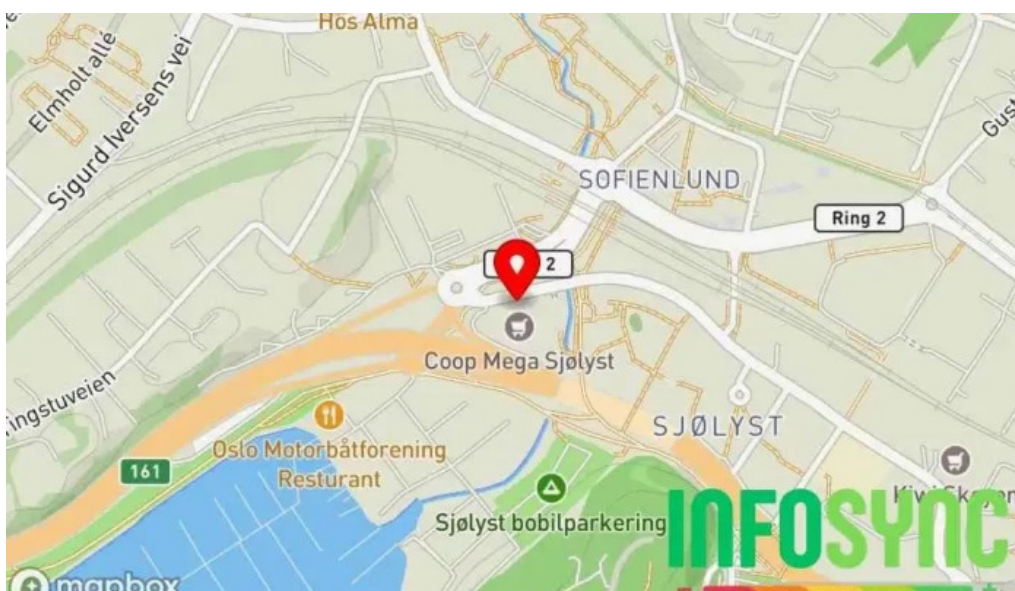 Hos Alma
Elmholt allé
Sigurd Iversens vei
Gust
SOFIENLUND
Ring 2
2
Coop Mega Sjølyst
ingstuveien
Oslo Motorbåtforening
Resturant
SJØLYST
161
Sjølyst bobilparkering
INFOSYNC
mapbox